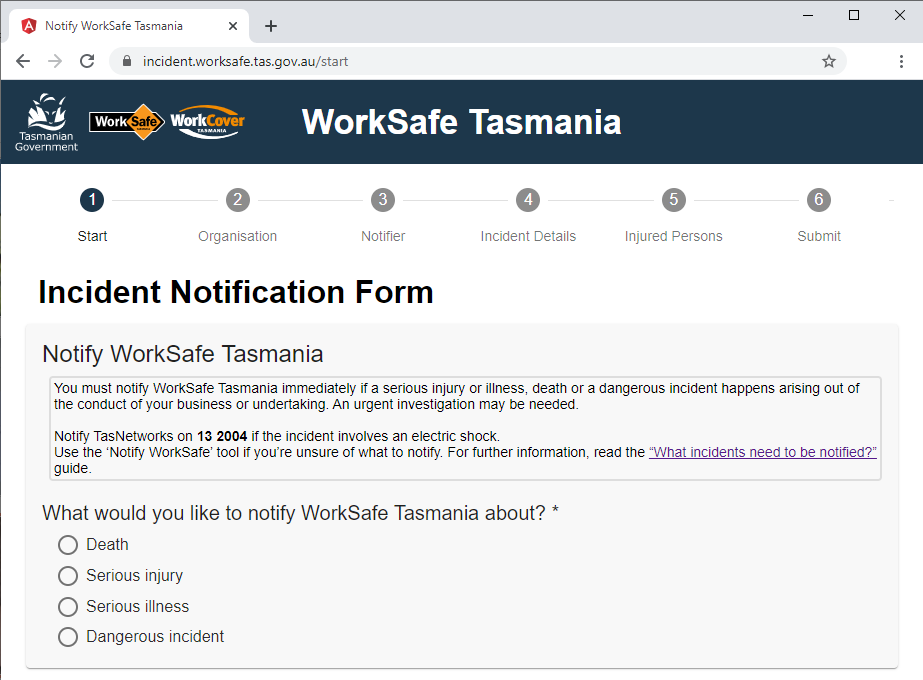 Notify WorkSafe Tasmania
incident.worksafe.tas.gov.au/start
Tasmanian
Government
WorkSafe
TASMANIA
WorkCover
TASMANIA
WorkSafe Tasmania
1 2 3 4 5 6
Start Organisation Notifier Incident Details Injured Persons Submit
Incident Notification Form
Notify WorkSafe Tasmania
You must notify WorkSafe Tasmania immediately if a serious injury or illness, death or a dangerous incident happens arising out of
the conduct of your business or undertaking. An urgent investigation may be needed.
Notify TasNetworks on 13 2004 if the incident involves an electric shock.
Use the ‘Notify WorkSafe’ tool if you’re unsure of what to notify. For further information, read the “What incidents need to be notified?”
guide.
What would you like to notify WorkSafe Tasmania about? *
Death
Serious injury
Serious illness
Dangerous incident